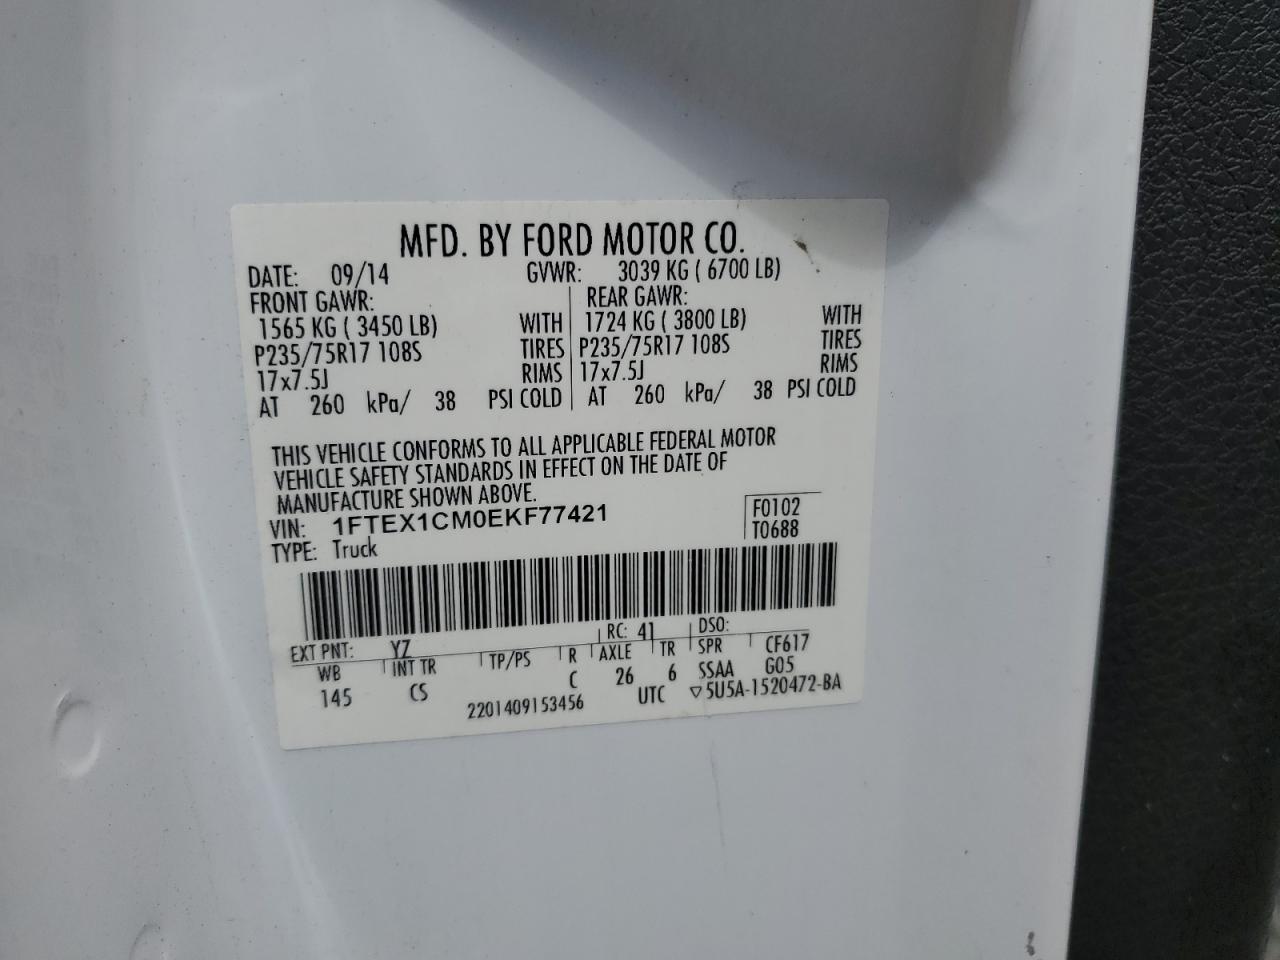 MFD. BY FORD MOTOR CO.
DATE: 09/14 GVWR: 3039 KG ( 6700 LB)
FRONT GAWR: REAR GAWR:
1565 KG ( 3450 LB) WITH 1724 KG ( 3800 LB) WITH
P235/75R17 108S TIRES P235/75R17 108S TIRES
17x7.5J RIMS 17x7.5J RIMS
AT 260 kPa/ 38 PSI COLD AT 260 kPa/ 38 PSI COLD
THIS VEHICLE CONFORMS TO ALL APPLICABLE FEDERAL MOTOR
VEHICLE SAFETY STANDARDS IN EFFECT ON THE DATE OF
MANUFACTURE SHOWN ABOVE.
VIN: 1FTEX1CM0EKF77421 F0102
TYPE: Truck T0688
EXT PNT: YZ RC: 41 DSO:
WB INT TR TP/PS R AXLE TR SPR CF617
145 CS C 26 6 SSAA G05
2201409153456 UTC ▽5U5A-1520472-BA